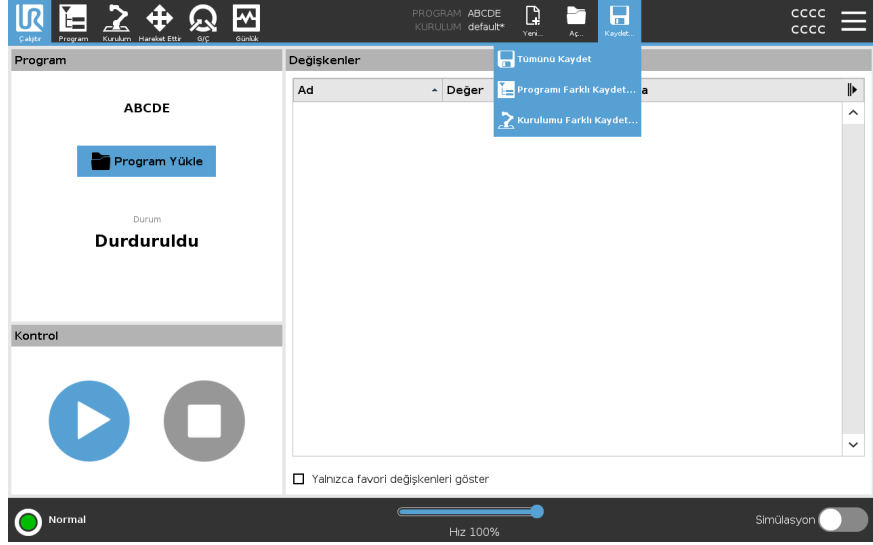 UR
Çalıştır
Program
Kurulum
Hareket Ettir
G/Ç
Günlük
PROGRAM ABCDE
KURULUM default*
Yeni...
Aç...
Kaydet...
CCCC
CCCC
Program
ABCDE
Program Yükle
Durum
Durduruldu
Kontrol
Değişkenler
Tümünü Kaydet
Programı Farklı Kaydet...
Kurulumu Farklı Kaydet...
Ad
Değer
a
Yalnızca favori değişkenleri göster
Normal
Hız 100%
Simülasyon